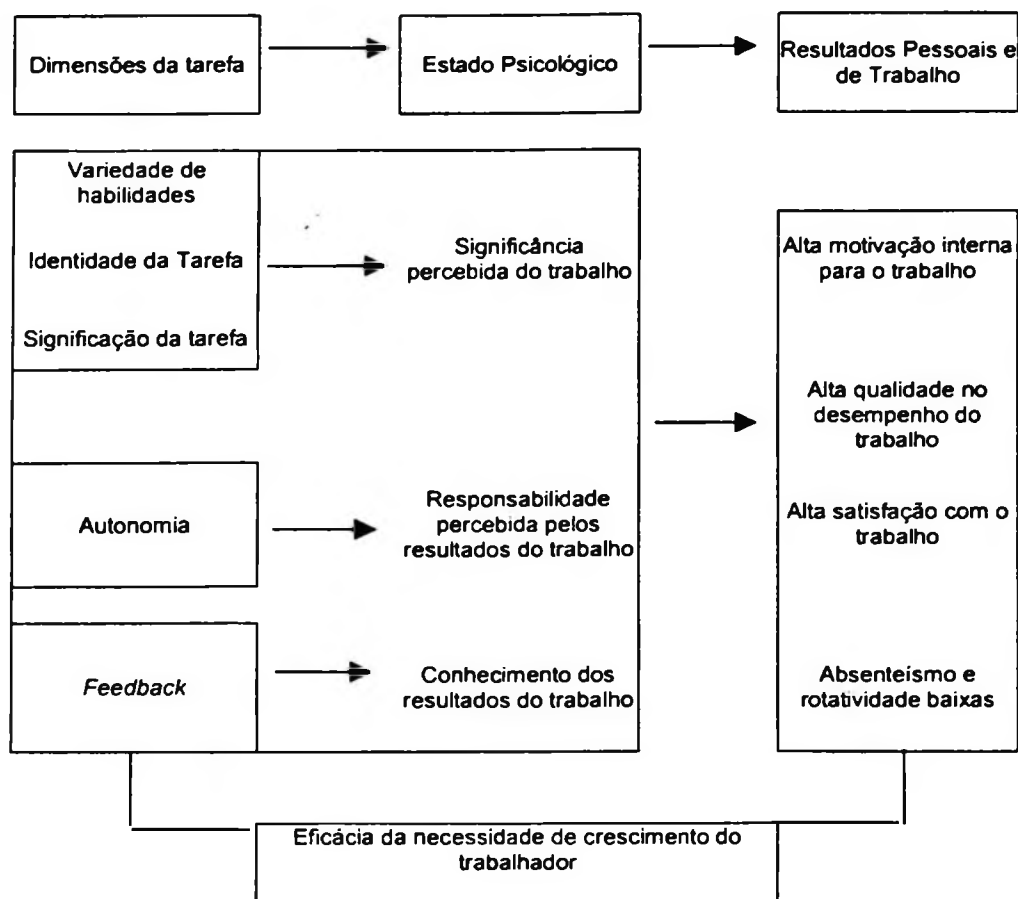 Dimensões da tarefa
Estado Psicológico
Resultados Pessoais e
de Trabalho
Variedade de
habilidades
Identidade da Tarefa
Significação da tarefa
Significância
percebida do trabalho
Alta motivação interna
para o trabalho
Alta qualidade no
desempenho do
trabalho
Autonomia
Responsabilidade
percebida pelos
resultados do trabalho
Alta satisfação com o
trabalho
Feedback
Conhecimento dos
resultados do trabalho
Absenteísmo e
rotatividade baixas
Eficácia da necessidade de crescimento do
trabalhador